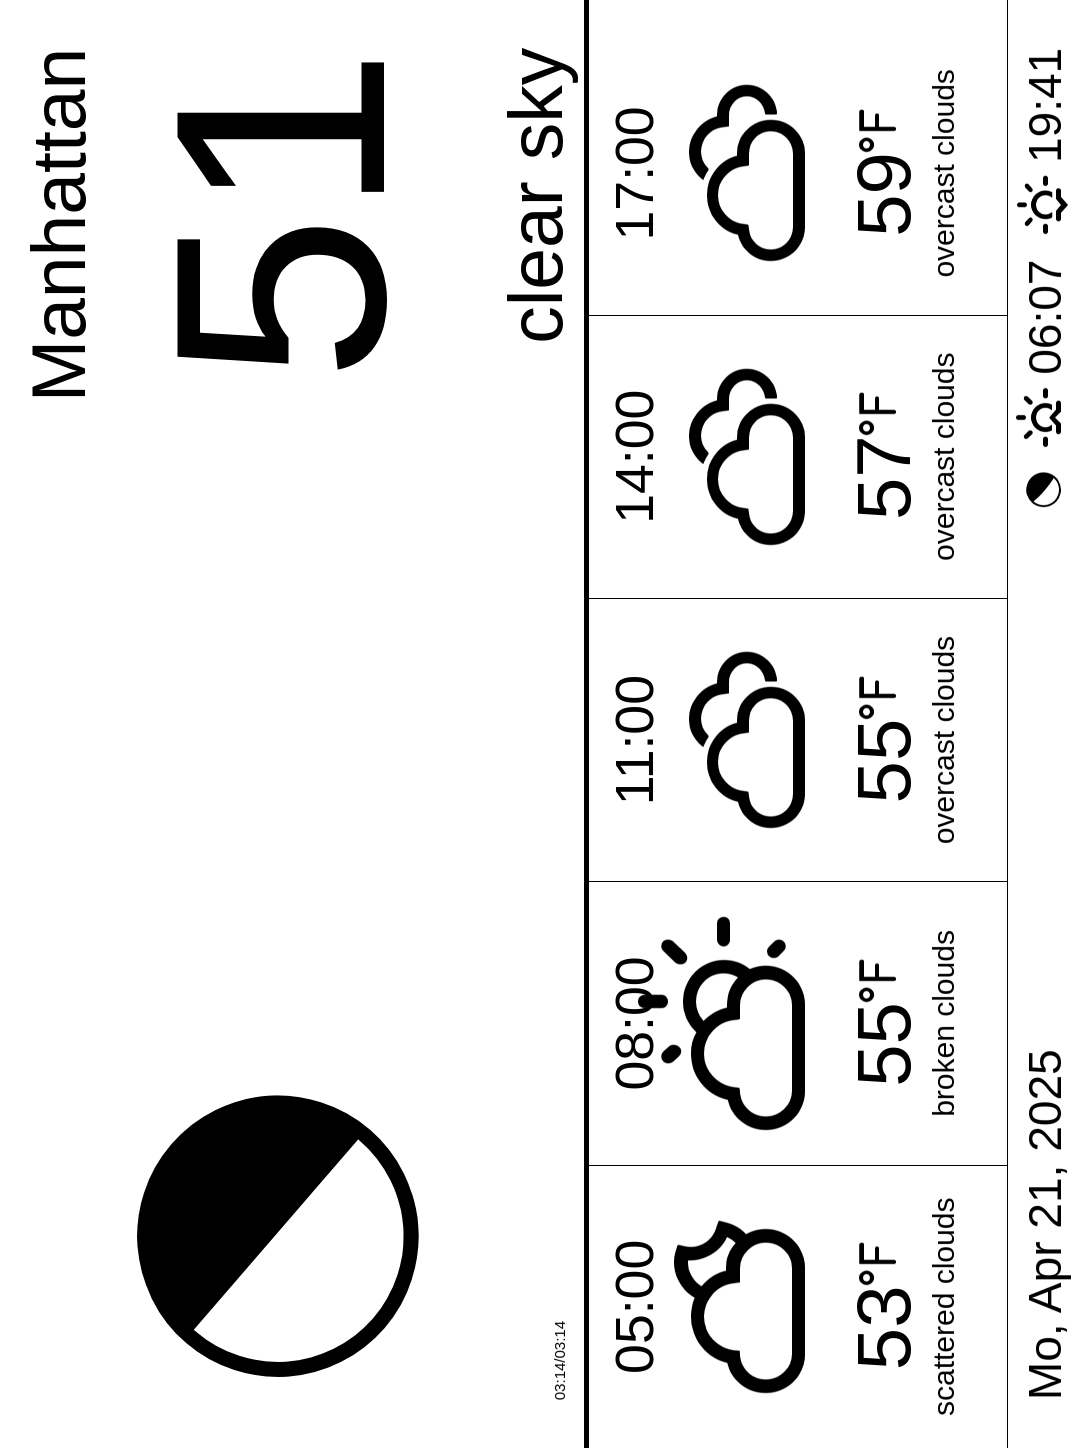 Manhattan
51
clear sky
03:14/03:14
05:00
53°F
scattered clouds
08:00
55°F
broken clouds
11:00
55°F
overcast clouds
14:00
57°F
overcast clouds
17:00
59°F
overcast clouds
Mo, Apr 21, 2025
06:07
19:41